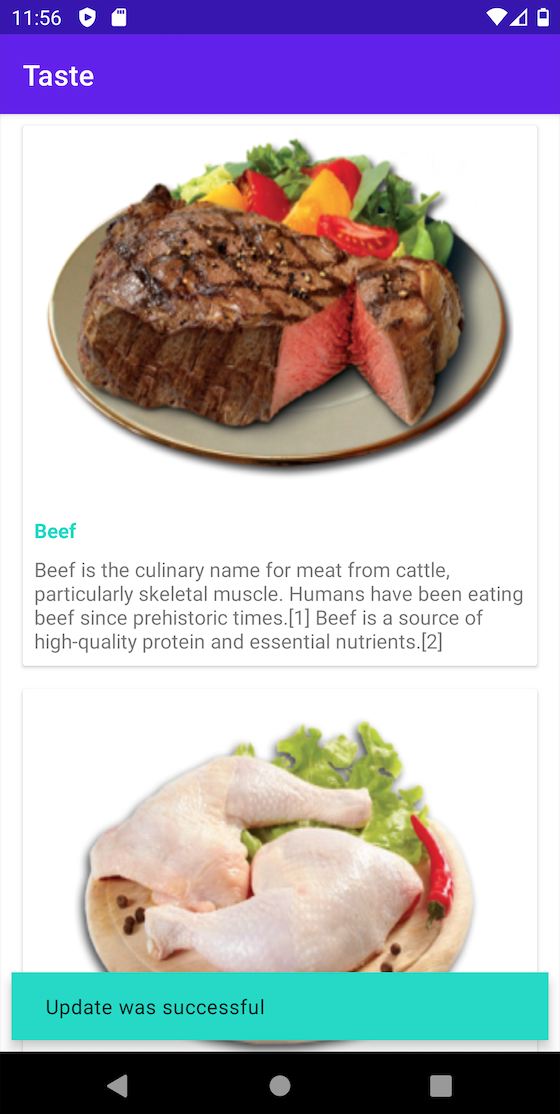 11:56
Taste
Beef
Beef is the culinary name for meat from cattle,
particularly skeletal muscle. Humans have been eating
beef since prehistoric times.[1] Beef is a source of
high-quality protein and essential nutrients.[2]
Update was successful